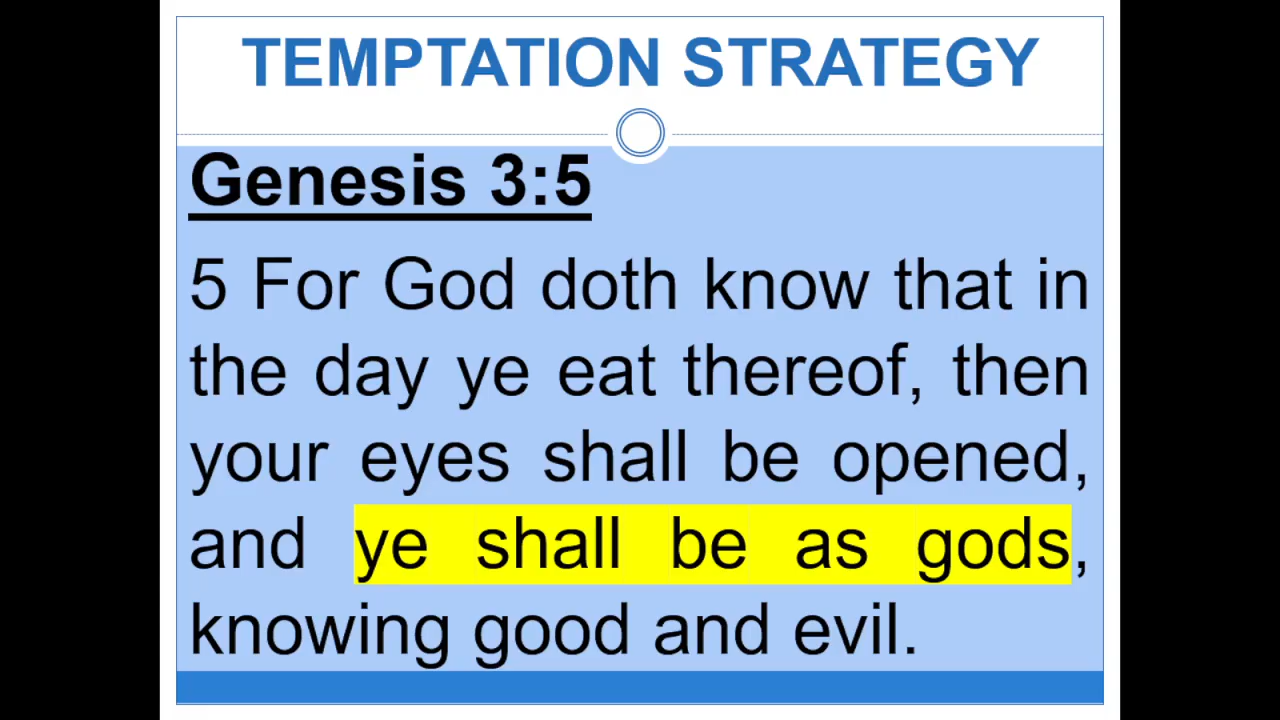 TEMPTATION STRATEGY
Genesis 3:5
5 For God doth know that in
the day ye eat thereof, then
your eyes shall be opened,
and ye shall be as gods,
knowing good and evil.